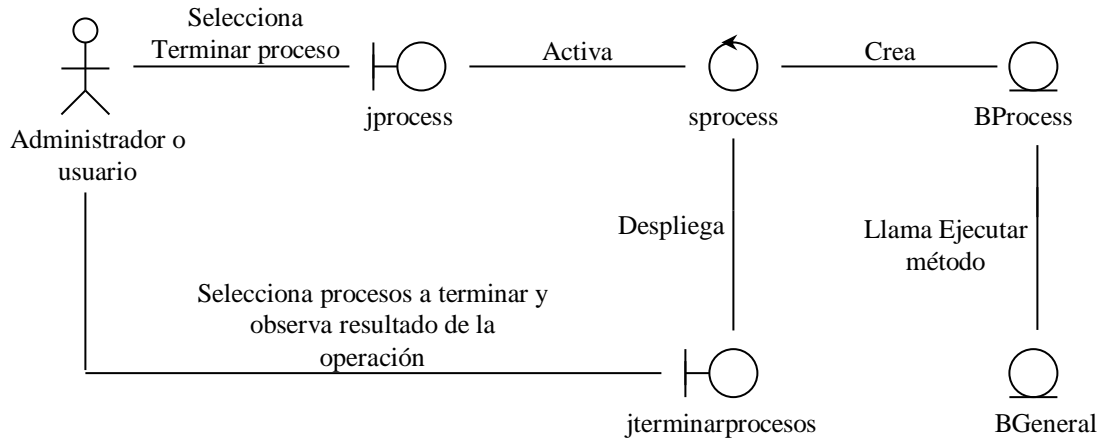 Selecciona
Terminar proceso
Activa
Crea
jprocess
sprocess
BProcess
Administrador o
usuario
Despliega
Llama Ejecutar
método
Selecciona procesos a terminar y
observa resultado de la
operación
jterminarprocesos
BGeneral